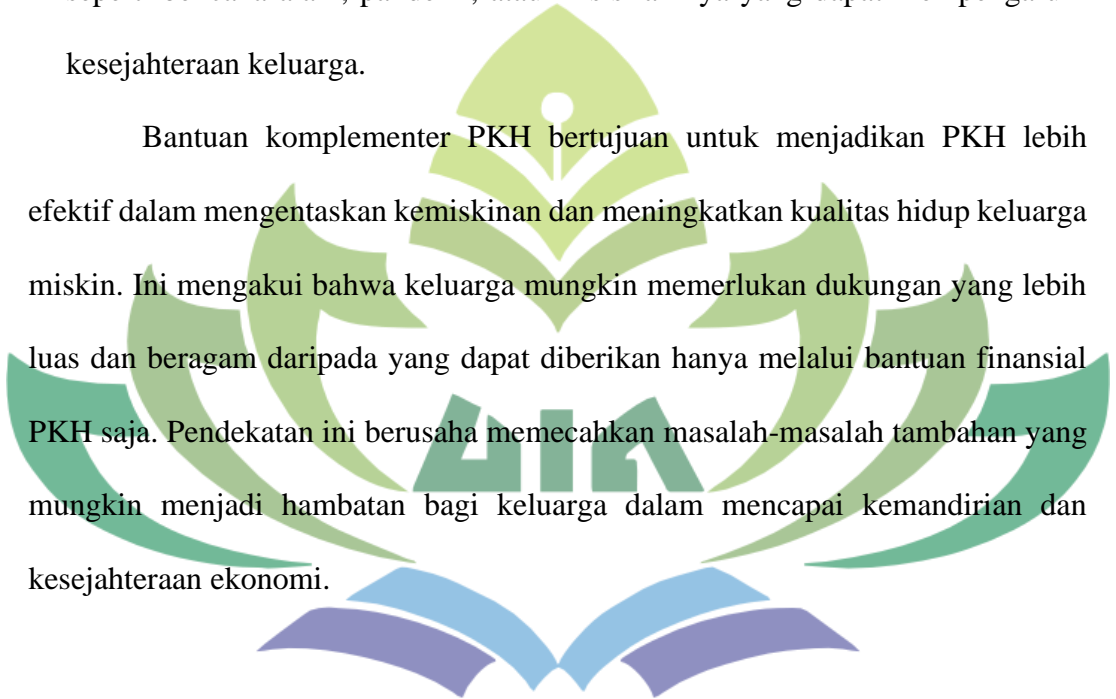 kesejahteraan keluarga.
Bantuan komplementer PKH bertujuan untuk menjadikan PKH lebih
efektif dalam mengentaskan kemiskinan dan meningkatkan kualitas hidup keluarga
miskin. Ini mengakui bahwa keluarga mungkin memerlukan dukungan yang lebih
luas dan beragam daripada yang dapat diberikan hanya melalui bantuan finansial
PKH saja. Pendekatan ini berusaha memecahkan masalah-masalah tambahan yang
mungkin menjadi hambatan bagi keluarga dalam mencapai kemandirian dan
kesejahteraan ekonomi.